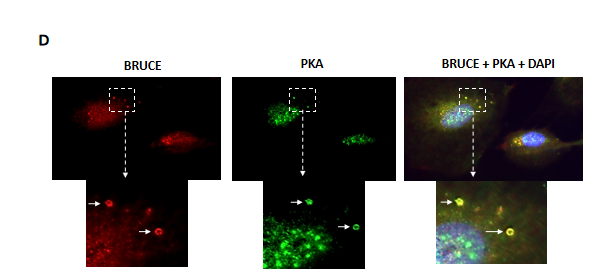 D
BRUCE
PKA
BRUCE + PKA + DAPI